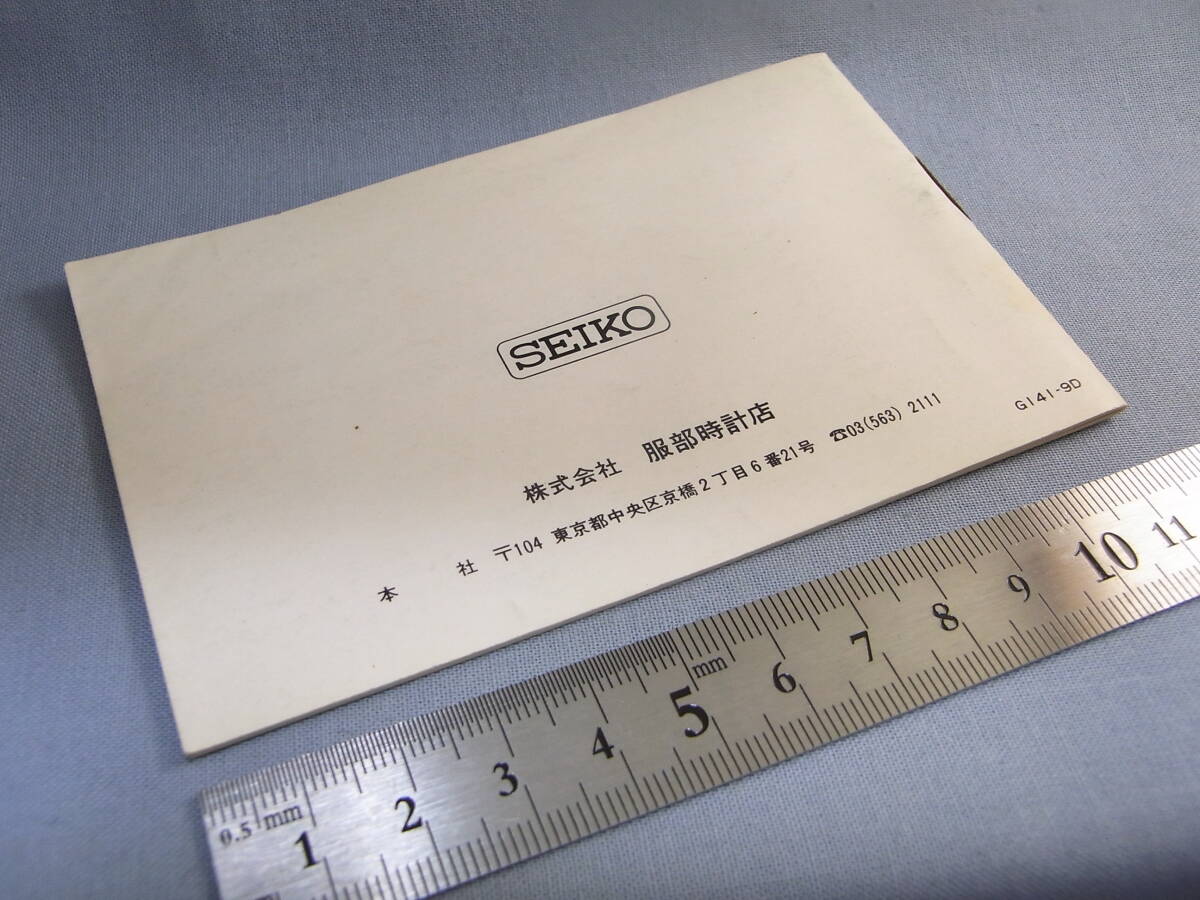 SEIKO
株式会社 服部時計店
本 社 〒104 東京都中央区京橋2丁目6番21号 ☎03(563) 2111
G141-9D
0.5 mm
mm
1 2 3 4 5 6 7 8 9 10 11